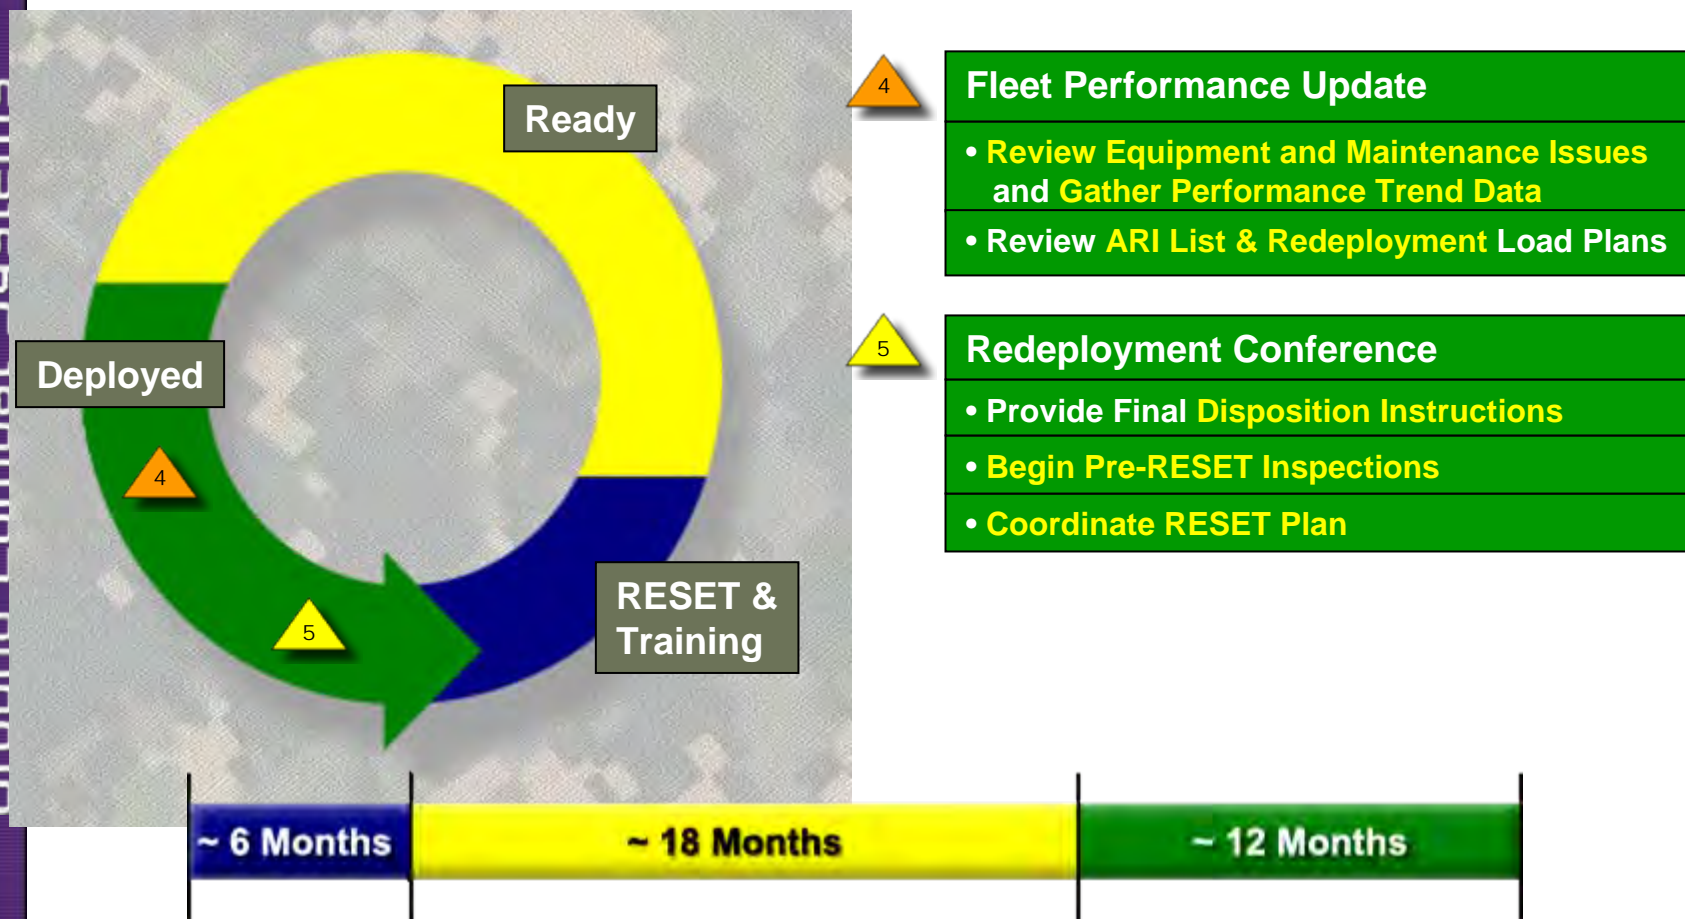 Ready
Deployed
4
5
RESET &
Training
4
Fleet Performance Update
• Review Equipment and Maintenance Issues
and Gather Performance Trend Data
• Review ARI List & Redeployment Load Plans
5
Redeployment Conference
• Provide Final Disposition Instructions
• Begin Pre-RESET Inspections
• Coordinate RESET Plan
~ 6 Months
~ 18 Months
~ 12 Months